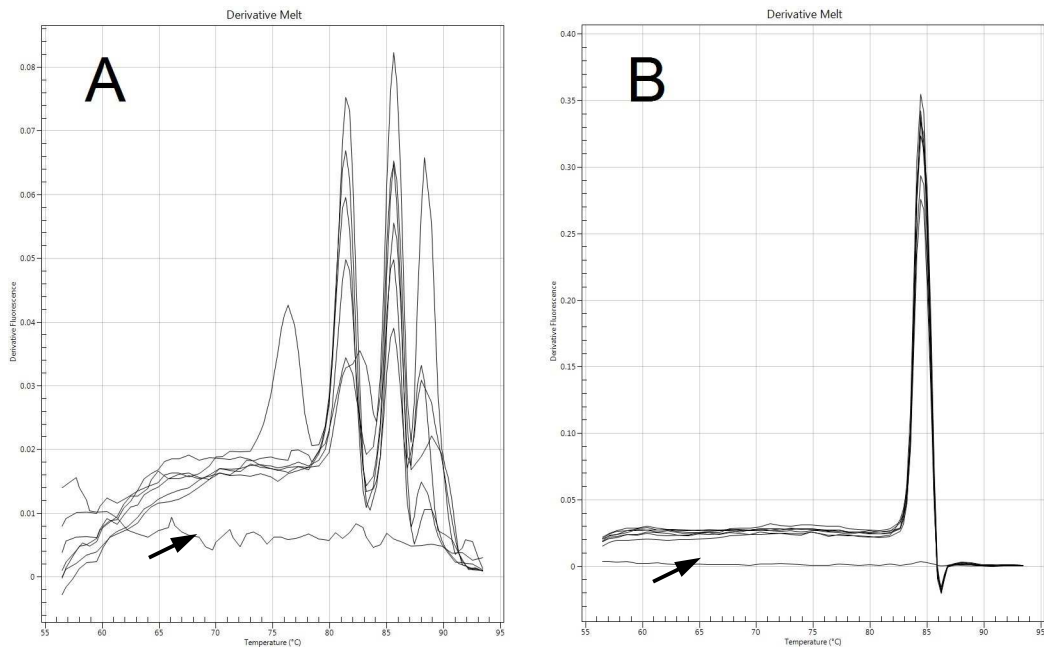 Derivative Melt
A
0.08
0.07
0.06
0.05
0.04
0.03
0.02
0.01
0
Derivative Fluorescence
55 60 65 70 75 80 85 90 95
Temperature (°C)
Derivative Melt
B
0.40
0.35
0.30
0.25
0.20
0.15
0.10
0.05
0
Derivative Fluorescence
55 60 65 70 75 80 85 90 95
Temperature (°C)